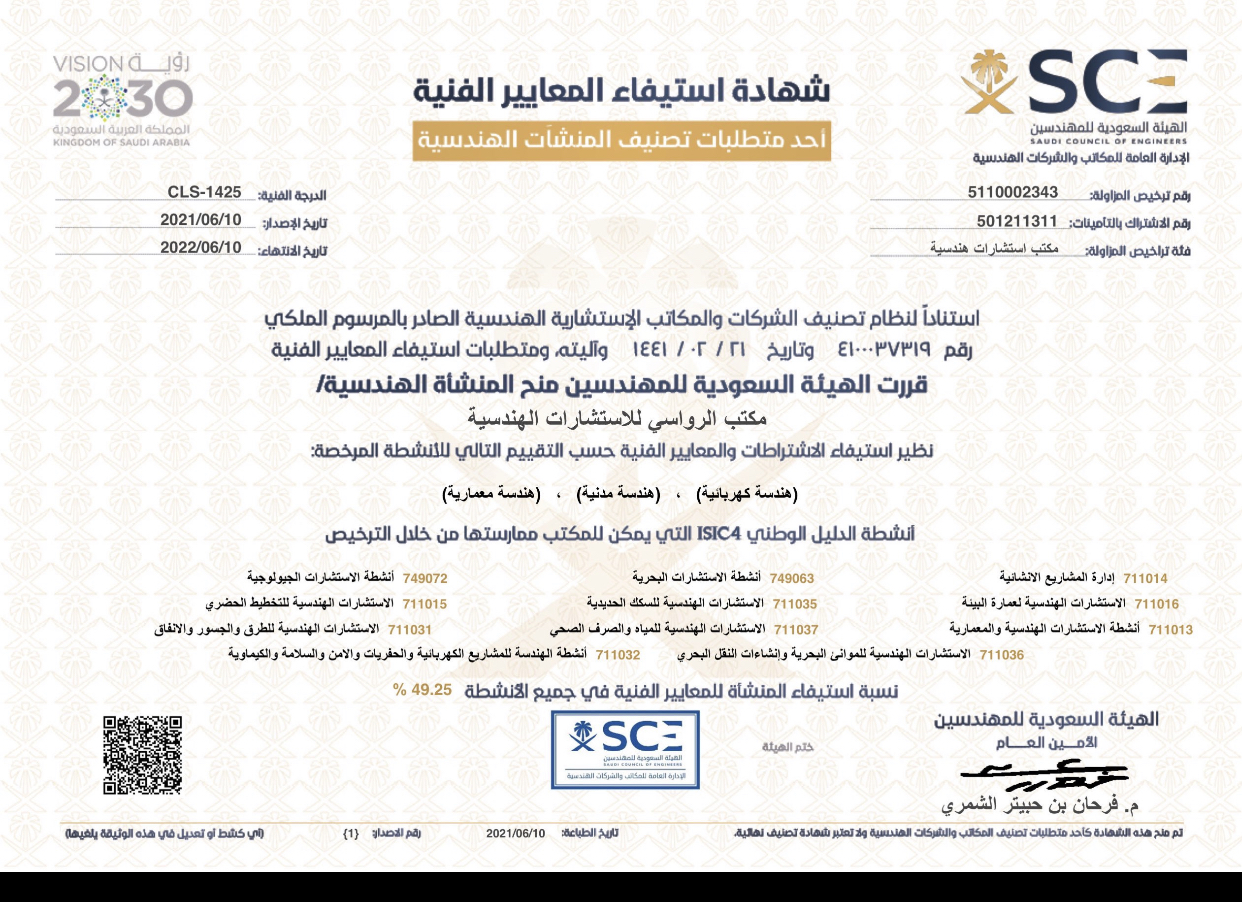 SCE
الهيئة السعودية للمهندسين
SAUDI COUNCIL OF ENGINEERS
الإدارة العامة للمكاتب والشركات الهندسية
شهادة استيفاء المعايير الفنية
أحد متطلبات تصنيف المنشآت الهندسية
VISION رؤيـــة
2030
المملكة العربية السعودية
KINGDOM OF SAUDI ARABIA
رقم ترخيص المزاولة: 5110002343
رقم الاشتراك بالتأمينات: 501211311
فئة تراخيص المزاولة: مكتب استشارات هندسية
الدرجة الفنية: CLS-1425
تاريخ الإصدار: 2021/06/10
تاريخ الانتهاء: 2022/06/10
استناداً لنظام تصنيف الشركات والمكاتب الإستشارية الهندسية الصادر بالمرسوم الملكي
رقم ٤١٠٠٠٣٧٣١٩ وتاريخ ٢١ / ٠٢ / ١٤٤١ وآليته، ومتطلبات استيفاء المعايير الفنية
قررت الهيئة السعودية للمهندسين منح المنشأة الهندسية/
مكتب الرواسي للاستشارات الهندسية
نظير استيفاء الاشتراطات والمعايير الفنية حسب التقييم التالي للأنشطة المرخصة:
(هندسة كهربائية) ، (هندسة مدنية) ، (هندسة معمارية)
أنشطة الدليل الوطني ISIC4 التي يمكن للمكتب ممارستها من خلال الترخيص
711014 إدارة المشاريع الانشائية 749063 أنشطة الاستشارات البحرية 749072 أنشطة الاستشارات الجيولوجية
711016 الاستشارات الهندسية لعمارة البيئة 711035 الاستشارات الهندسية للسكك الحديدية 711015 الاستشارات الهندسية للتخطيط الحضري
711013 أنشطة الاستشارات الهندسية والمعمارية 711037 الاستشارات الهندسية للمياه والصرف الصحي 711031 الاستشارات الهندسية للطرق والجسور والانفاق
711036 الاستشارات الهندسية للموانئ البحرية وإنشاءات النقل البحري 711032 أنشطة الهندسة للمشاريع الكهربائية والحفريات والامن والسلامة والكيماوية
نسبة استيفاء المنشأة للمعايير الفنية في جميع الأنشطة 49.25 %
الهيئة السعودية للمهندسين
الأمـــين العـــــام
م. فرحان بن حبيتر الشمري
ختم الهيئة
SCE
الهيئة السعودية للمهندسين
SAUDI COUNCIL OF ENGINEERS
الإدارة العامة للمكاتب والشركات الهندسية
تم منح هذه الشهادة كأحد متطلبات تصنيف المكاتب والشركات الهندسية ولا تعتبر شهادة تصنيف نهائية. تاريخ الطباعة: 2021/06/10 رقم الاصدار: {1} (أي كشط او تعديل في هذه الوثيقة يلغيها)